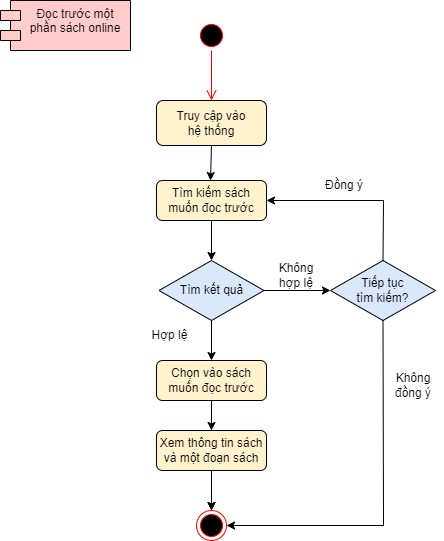 Đọc trước một
phần sách online
Truy cập vào
hệ thống
Tìm kiếm sách
muốn đọc trước
Đồng ý
Tìm kết quả
Không
hợp lệ
Tiếp tục
tìm kiếm?
Hợp lệ
Chọn vào sách
muốn đọc trước
Không
đồng ý
Xem thông tin sách
và một đoạn sách